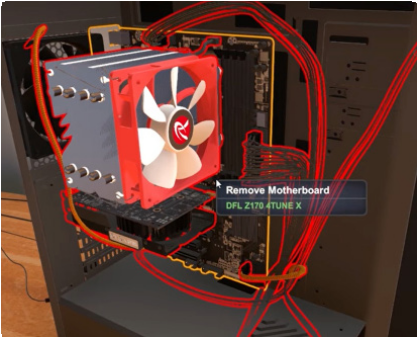 Remove Motherboard
DFL Z170 4TUNE X